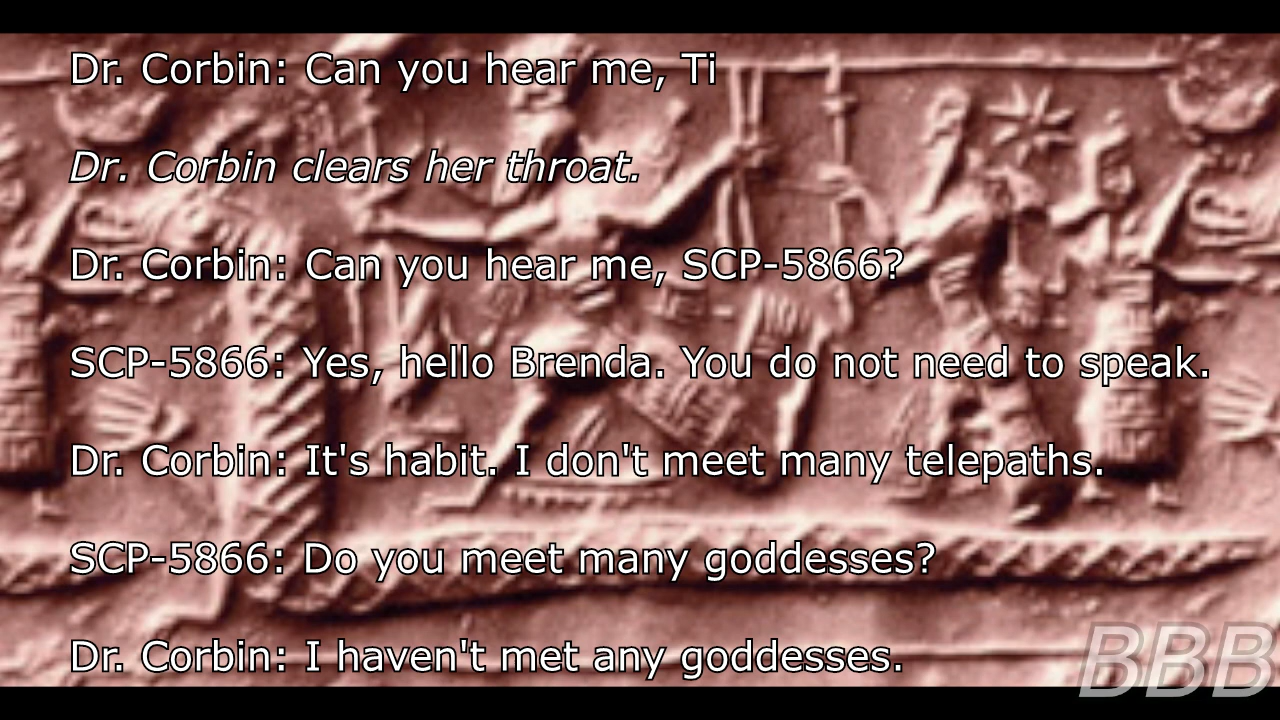 Dr. Corbin: Can you hear me, Ti
Dr. Corbin clears her throat.
Dr. Corbin: Can you hear me, SCP-5866?
SCP-5866: Yes, hello Brenda. You do not need to speak.
Dr. Corbin: It's habit. I don't meet many telepaths.
SCP-5866: Do you meet many goddesses?
Dr. Corbin: I haven't met any goddesses.
BBB